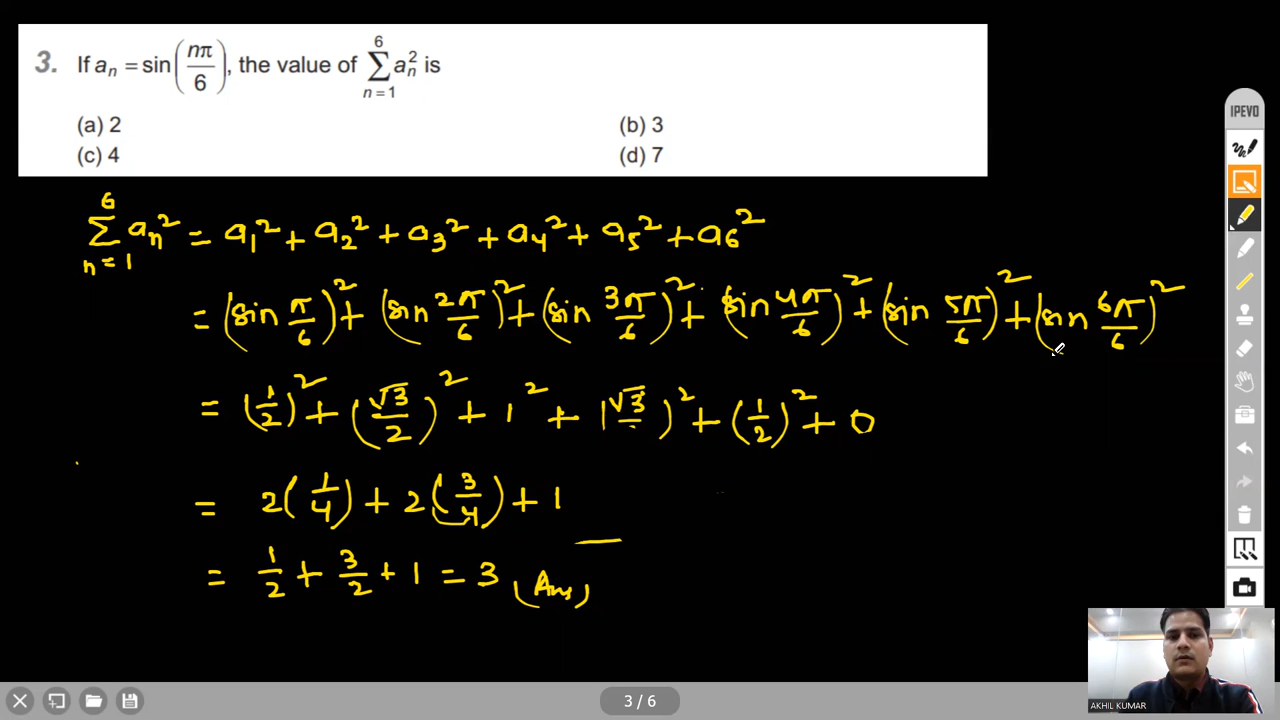 3. If aₙ = sin(nπ/6), the value of ∑ₙ₌₁⁶ aₙ² is
(a) 2 (b) 3
(c) 4 (d) 7
∑ₙ₌₁⁶ aₙ² = a₁² + a₂² + a₃² + a₄² + a₅² + a₆²
= (sin π/6)² + (sin 2π/6)² + (sin 3π/6)² + (sin 4π/6)² + (sin 5π/6)² + (sin 6π/6)²
= (1/2)² + (√3/2)² + 1² + (√3/ )² + (1/2)² + 0
= 2(1/4) + 2(3/4) + 1
= 1/2 + 3/2 + 1 = 3 (Ans)
IPEVO
AKHIL KUMAR
3 / 6